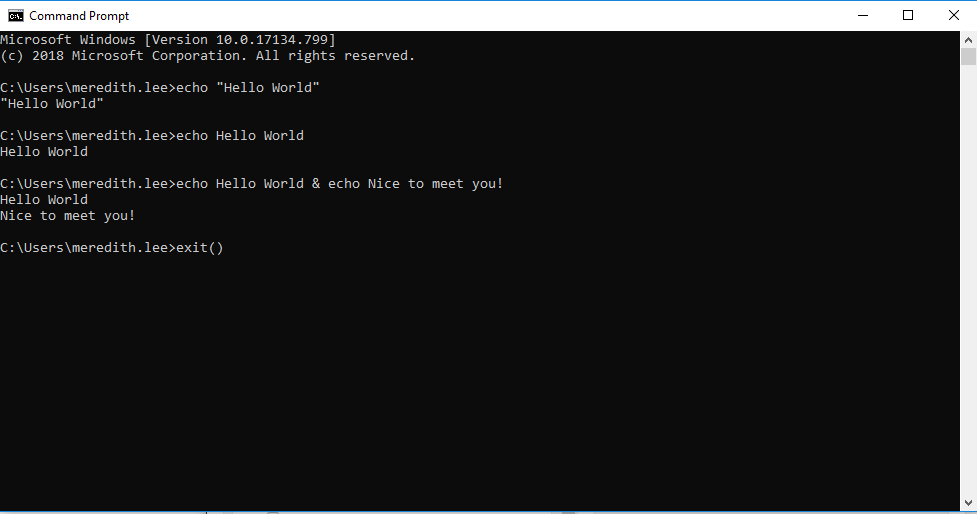 Command Prompt
Microsoft Windows [Version 10.0.17134.799]
(c) 2018 Microsoft Corporation. All rights reserved.
C:\Users\meredith.lee>echo "Hello World"
"Hello World"
C:\Users\meredith.lee>echo Hello World
Hello World
C:\Users\meredith.lee>echo Hello World & echo Nice to meet you!
Hello World
Nice to meet you!
C:\Users\meredith.lee>exit()